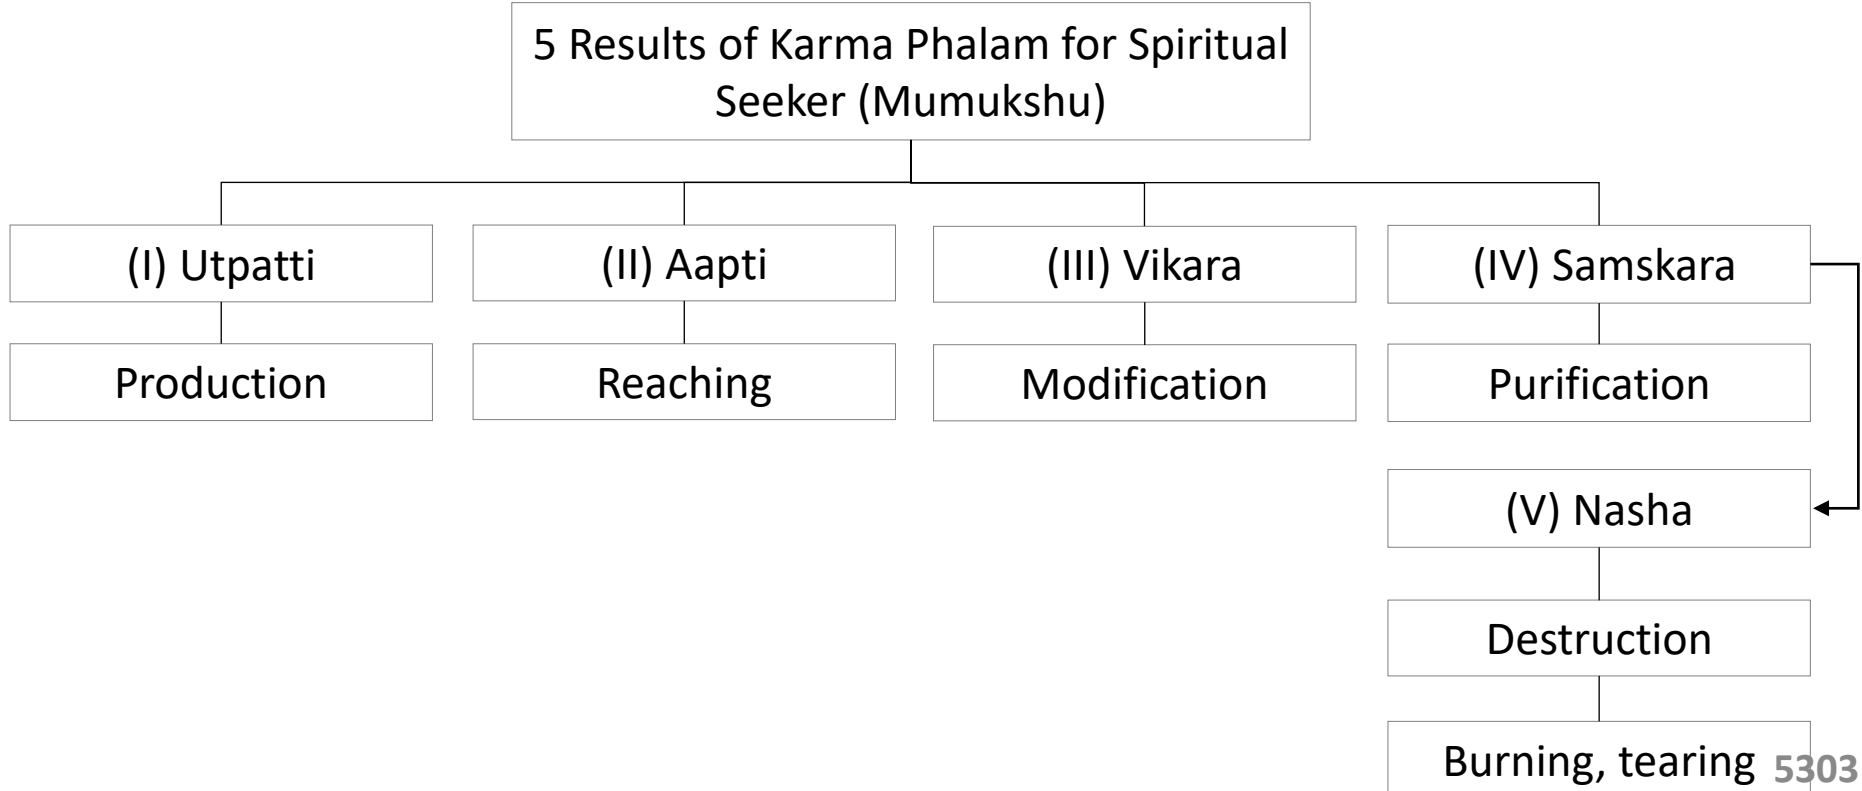 5 Results of Karma Phalam for Spiritual
Seeker (Mumukshu)
(I) Utpatti
(II) Aapti
(III) Vikara
(IV) Samskara
Production
Reaching
Modification
Purification
(V) Nasha
Destruction
Burning, tearing
5303